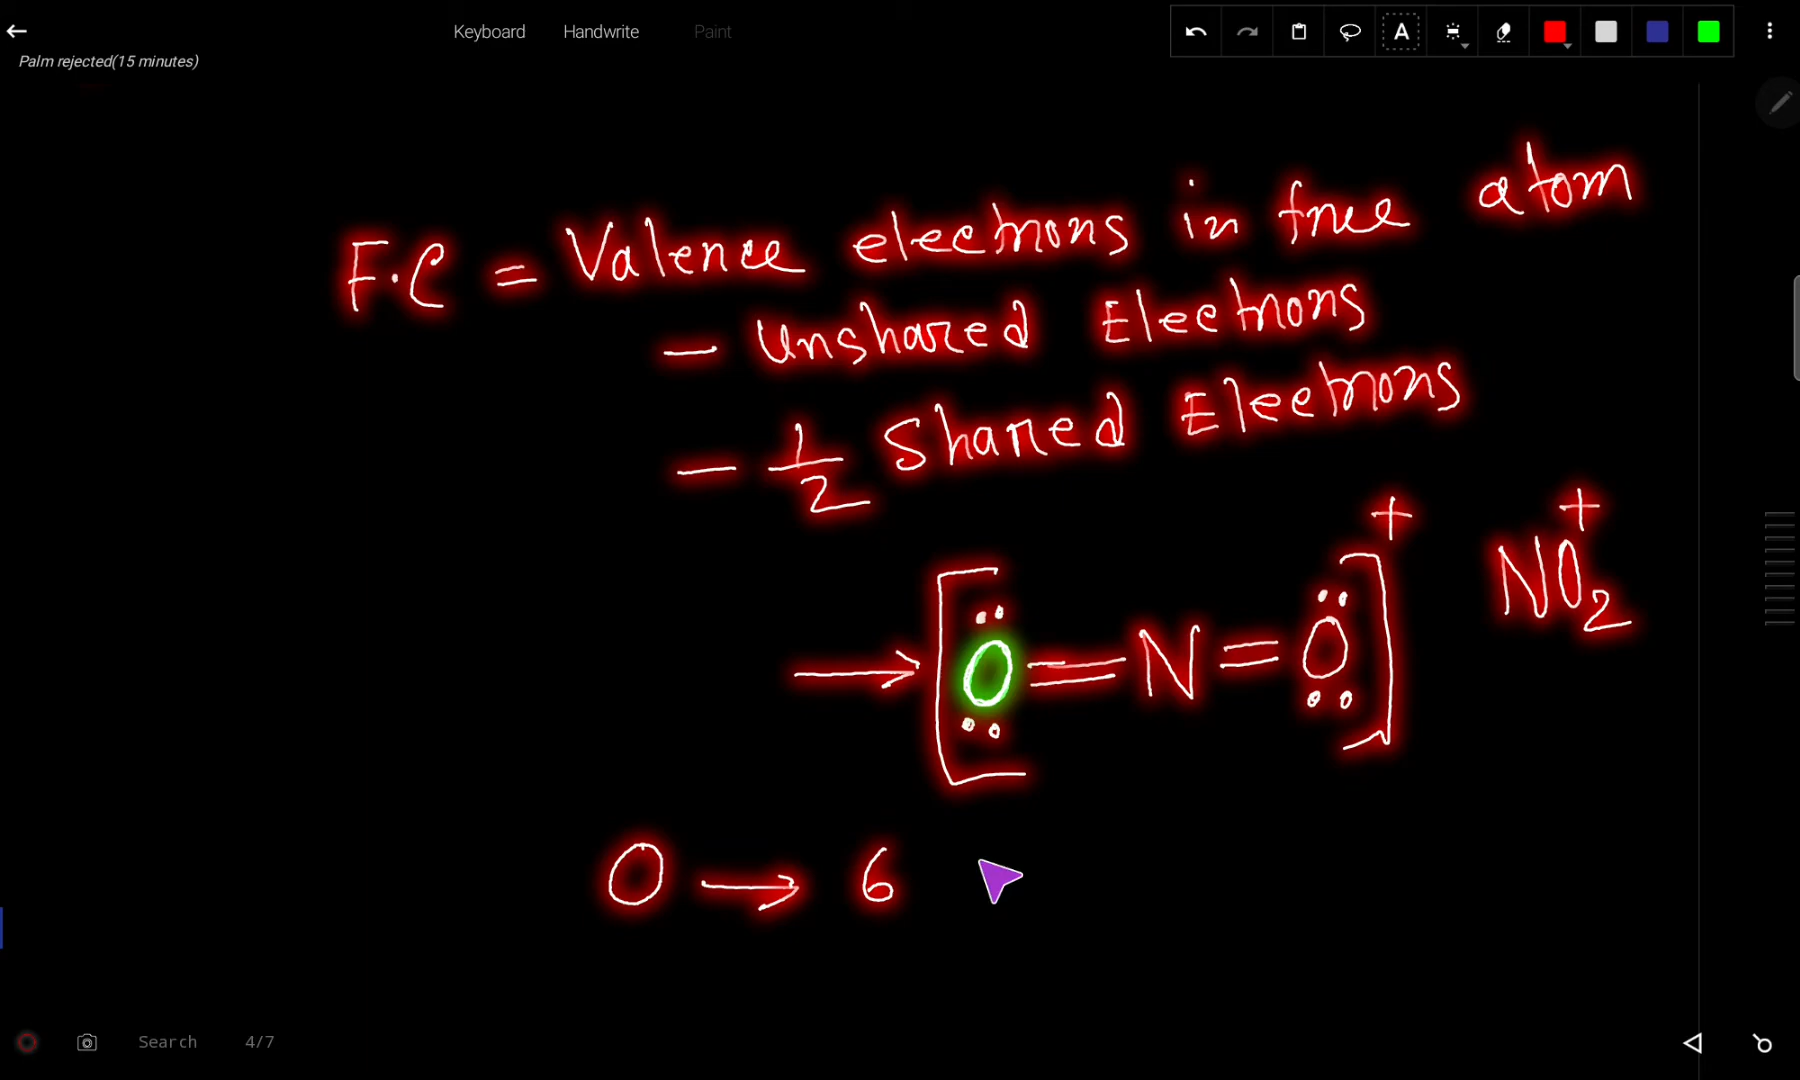 Keyboard Handwrite Paint
A
Palm rejected(15 minutes)
F.C = Valence electrons in free atom
- Unshared Electrons
- 1/2 Shared Electrons
→ [:O = N = O:]+ NO2+
O → 6
Search 4/7